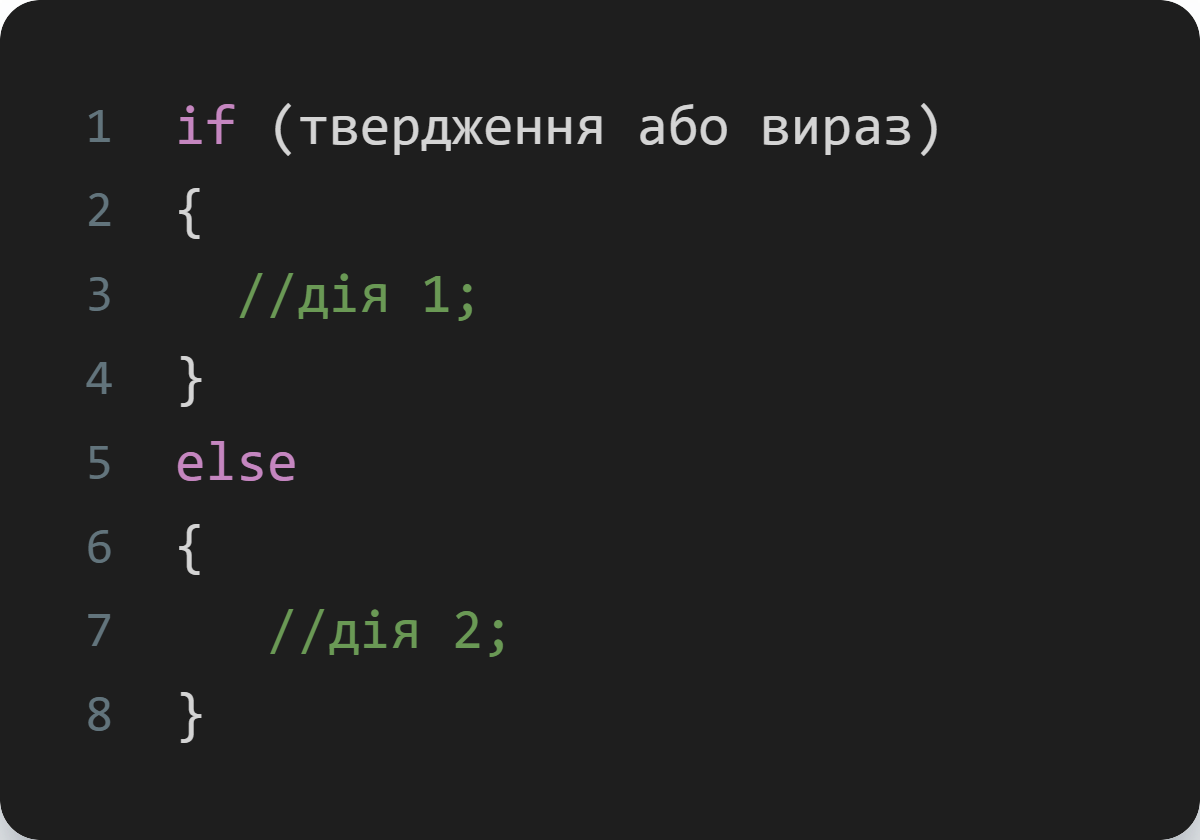 1 if (твердження або вираз)
2 {
3 //дія 1;
4 }
5 else
6 {
7 //дія 2;
8 }